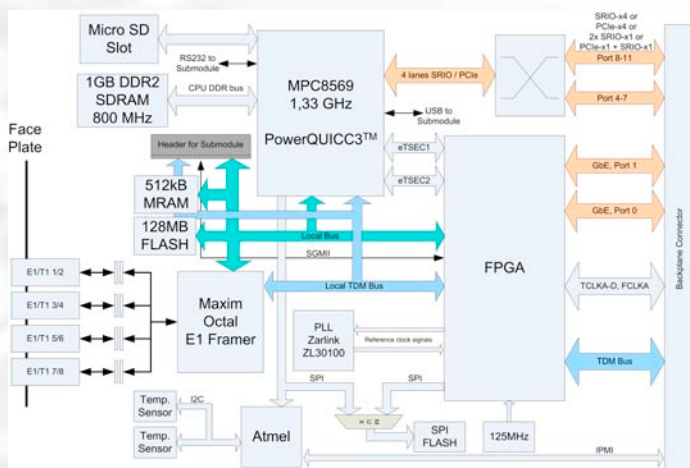 SRIO-x4 or
PCIe-x4 or
2x SRIO-x1 or
PCIe-x1 + SRIO-x1
Port 8-11
Port 4-7
Micro SD
Slot
RS232 to
Submodule
MPC8569
1,33 GHz
PowerQUICC3™
4 lanes SRIO / PCIe
1GB DDR2
SDRAM
800 MHz
CPU DDR bus
USB to
Submodule
Face
Plate
Header for Submodule
eTSEC1
eTSEC2
512kB
MRAM
128MB
FLASH
Local Bus
SGMII
Local TDM Bus
FPGA
GbE, Port 1
GbE, Port 0
TCLKA-D, FCLKA
TDM Bus
Backplane Connector
E1/T1 1/2
E1/T1 3/4
E1/T1 5/6
E1/T1 7/8
Maxim
Octal
E1 Framer
PLL
Zarlink
ZL30100
Reference clock signals
SPI
SPI
MUX
SPI
FLASH
125MHz
Temp.
Sensor
I2C
Temp.
Sensor
Atmel
IPMI